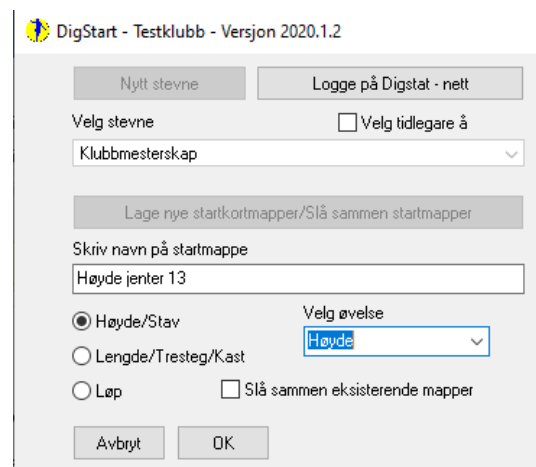 DigStart - Testklubb - Versjon 2020.1.2
Nytt stevne
Logge på Digstat - nett
Velg stevne
Velg tidlegare å
Klubbmesterskap
Lage nye startkortmapper/Slå sammen startmapper
Skriv navn på startmappe
Høyde jenter 13
Høyde/Stav
Velg øvelse
Høyde
Lengde/Tresteg/Kast
Løp
Slå sammen eksisterende mapper
Avbryt
OK